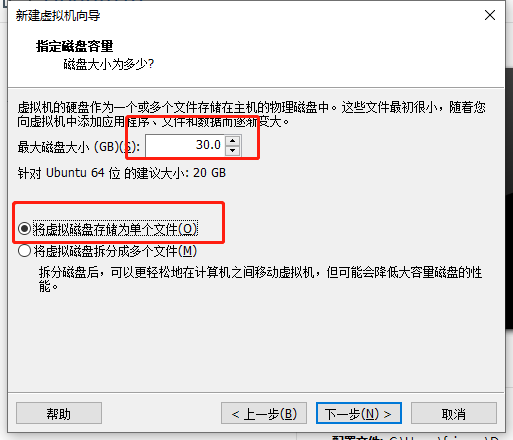 新建虚拟机向导
指定磁盘容量
磁盘大小为多少?
虚拟机的硬盘作为一个或多个文件存储在主机的物理磁盘中。这些文件最初很小，随着您
向虚拟机中添加应用程序、文件和数据而逐渐变大。
最大磁盘大小 (GB)(S): 30.0
针对 Ubuntu 64 位 的建议大小: 20 GB
将虚拟磁盘存储为单个文件(O)
将虚拟磁盘拆分成多个文件(M)
拆分磁盘后，可以更轻松地在计算机之间移动虚拟机，但可能会降低大容量磁盘的性
能。
帮助 < 上一步(B) 下一步(N) > 取消